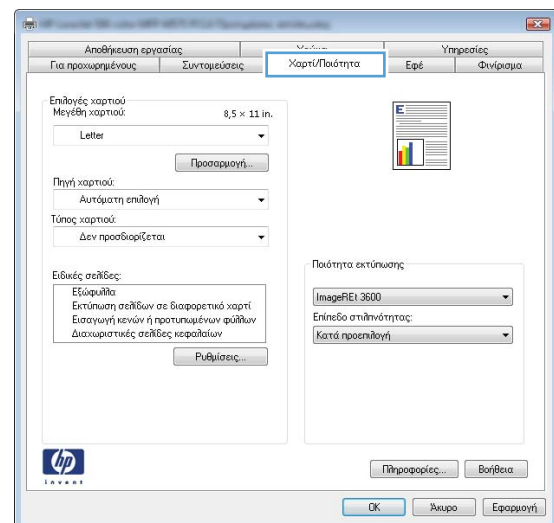 Αποθήκευση εργασίας
Χρώμα
Υπηρεσίες
Για προχωρημένους
Συντομεύσεις
Χαρτί/Ποιότητα
Εφέ
Φινίρισμα
Επιλογές χαρτιού
Μεγέθη χαρτιού:
8,5 × 11 in.
Letter
Προσαρμογή...
Πηγή χαρτιού:
Αυτόματη επιλογή
Τύπος χαρτιού:
Δεν προσδιορίζεται
Ειδικές σελίδες:
Εξώφυλλα
Εκτύπωση σελίδων σε διαφορετικό χαρτί
Εισαγωγή κενών ή προτυπωμένων φύλλων
Διαχωριστικές σελίδες κεφαλαίων
Ρυθμίσεις...
E
Ποιότητα εκτύπωσης
ImageREt 3600
Επίπεδο στιλπνότητας:
Κατά προεπιλογή
hp
invent
Πληροφορίες...
Βοήθεια
OK
Άκυρο
Εφαρμογή